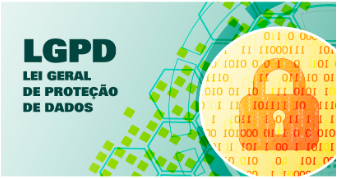 LGPD
LEI GERAL
DE PROTEÇÃO
DE DADOS